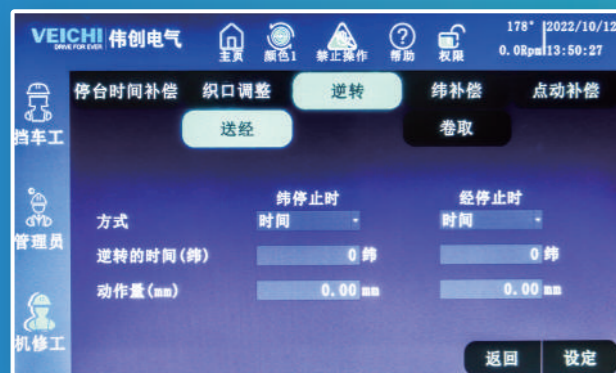 VEICHI 伟创电气
DRIVE FOR EVER
主页 颜色1 禁止操作 帮助 权限
178° 2022/10/12
0.0Rpm 13:50:27
停台时间补偿 织口调整 逆转 纬补偿 点动补偿
送经 卷取
挡车工
管理员
机修工
纬停止时 经停止时
方式 时间 时间
逆转的时间(纬) 0 纬 0 纬
动作量(mm) 0.00 mm 0.00 mm
返回 设定